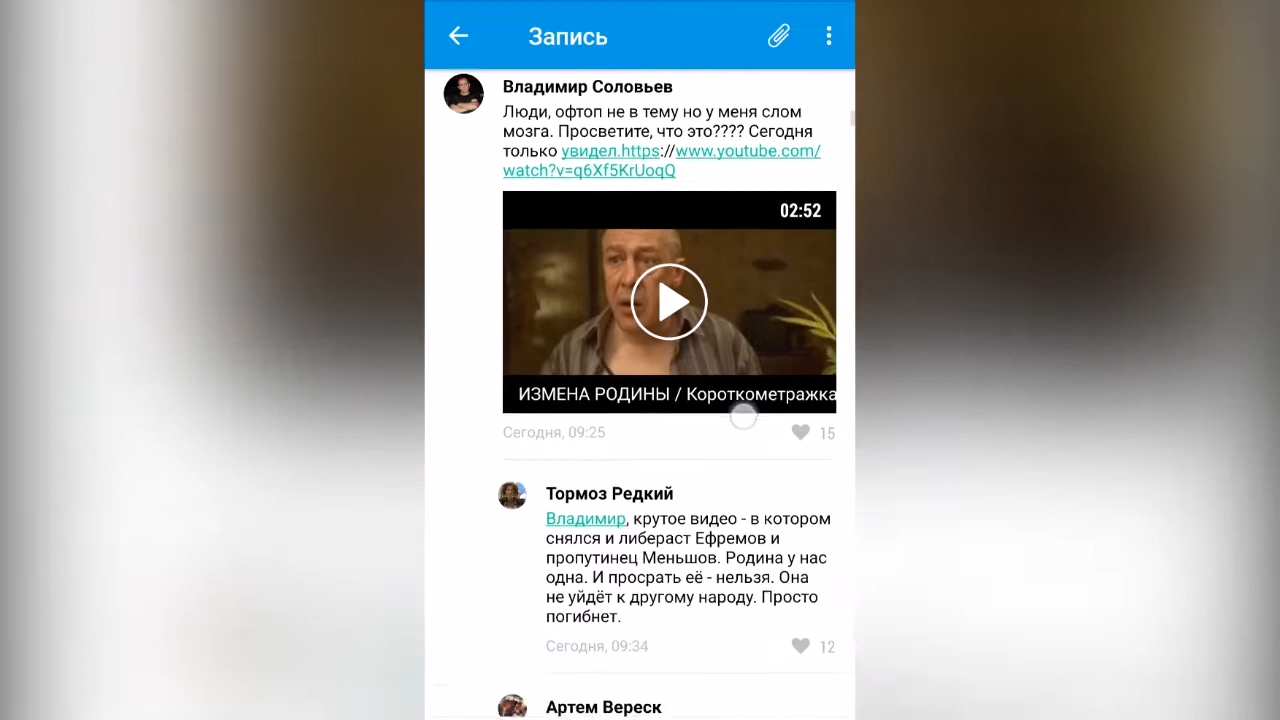 Запись
Владимир Соловьев
Люди, офтоп не в тему но у меня слом
мозга. Просветите, что это???? Сегодня
только увидел.https://www.youtube.com/
watch?v=q6Xf5KrUoqQ
02:52
ИЗМЕНА РОДИНЫ / Короткометражка
Сегодня, 09:25
15
Тормоз Редкий
Владимир, крутое видео - в котором
снялся и либераст Ефремов и
пропутинец Меньшов. Родина у нас
одна. И просрать её - нельзя. Она
не уйдёт к другому народу. Просто
погибнет.
Сегодня, 09:34
12
Артем Вереск